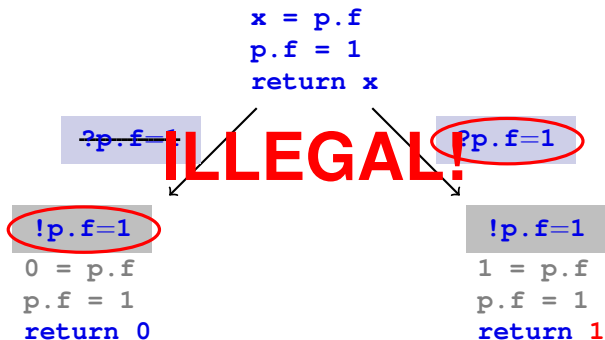 x = p.f
p.f = 1
return x
?p.f=1
ILLEGAL!
?p.f=1
!p.f=1
0 = p.f
p.f = 1
return 0
!p.f=1
1 = p.f
p.f = 1
return 1